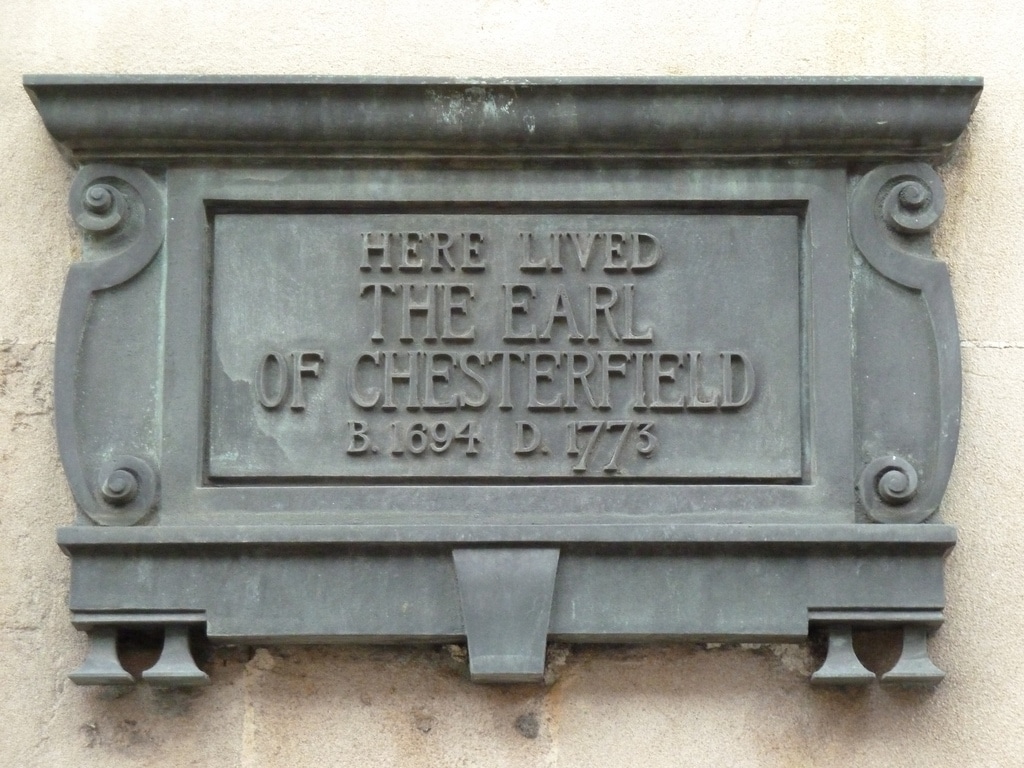 HERE LIVED
THE EARL
OF CHESTERFIELD
B. 1694 D. 1773